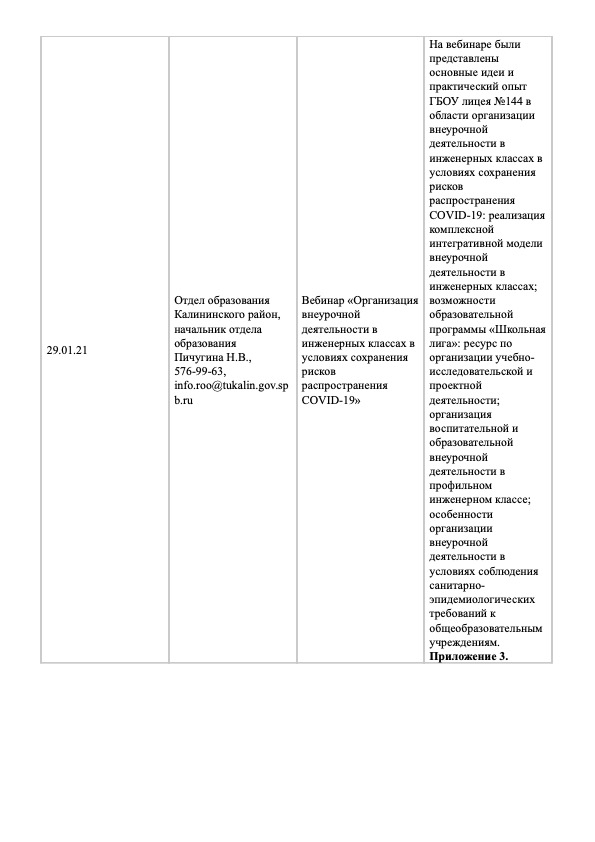 29.01.21
Отдел образования
Калининского район,
начальник отдела
образования
Пичугина Н.В.,
576-99-63,
info.roo@tukalin.gov.sp
b.ru
Вебинар «Организация
внеурочной
деятельности в
инженерных классах в
условиях сохранения
рисков
распространения
COVID-19»
На вебинаре были
представлены
основные идеи и
практический опыт
ГБОУ лицея №144 в
области организации
внеурочной
деятельности в
инженерных классах в
условиях сохранения
рисков
распространения
COVID-19: реализация
комплексной
интегративной модели
внеурочной
деятельности в
инженерных классах;
возможности
образовательной
программы «Школьная
лига»: ресурс по
организации учебно-
исследовательской и
проектной
деятельности;
организация
воспитательной и
образовательной
внеурочной
деятельности в
профильном
инженерном классе;
особенности
организации
внеурочной
деятельности в
условиях соблюдения
санитарно-
эпидемиологических
требований к
общеобразовательным
учреждениям.
Приложение 3.